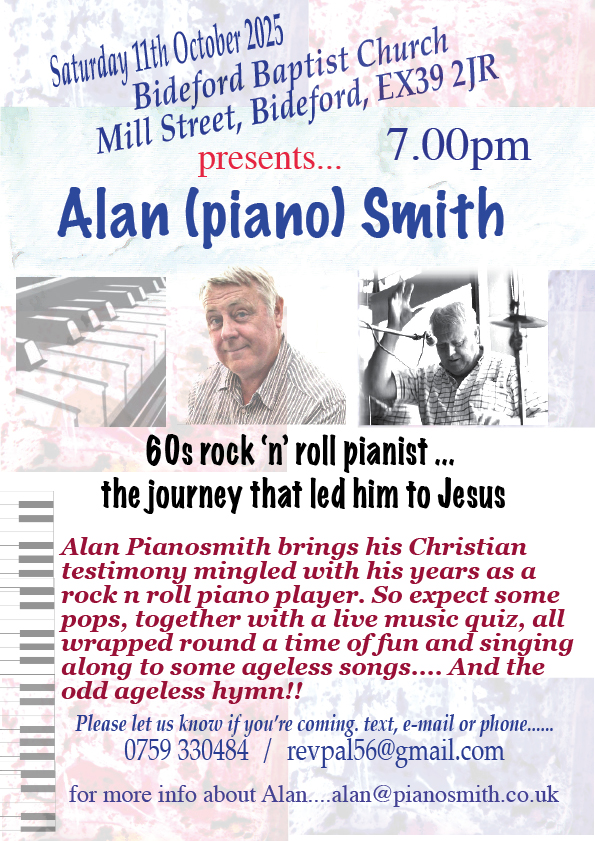 Saturday 11th October 2025
Bideford Baptist Church
Mill Street, Bideford, EX39 2JR
presents... 7.00pm
Alan (piano) Smith
60s rock ‘n’ roll pianist ...
the journey that led him to Jesus
Alan Pianosmith brings his Christian
testimony mingled with his years as a
rock n roll piano player. So expect some
pops, together with a live music quiz, all
wrapped round a time of fun and singing
along to some ageless songs.... And the
odd ageless hymn!!
Please let us know if you’re coming. text, e-mail or phone......
0759 330484 / revpal56@gmail.com
for more info about Alan....alan@pianosmith.co.uk